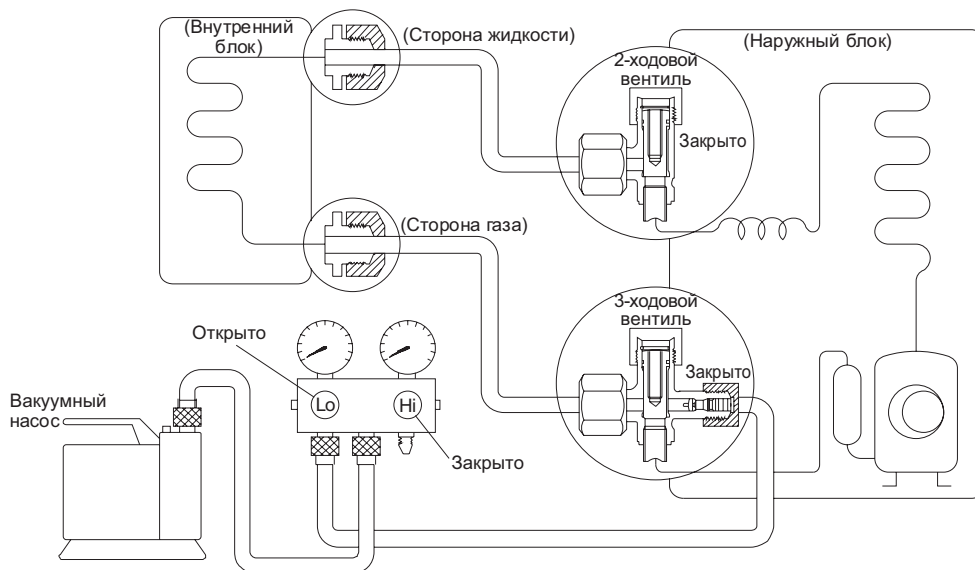 (Внутренний
блок)
(Сторона жидкости)
(Наружный блок)
2-ходовой
вентиль
Закрыто
(Сторона газа)
3-ходовой
вентиль
Закрыто
Открыто
Lo
Hi
Вакуумный
насос
Закрыто